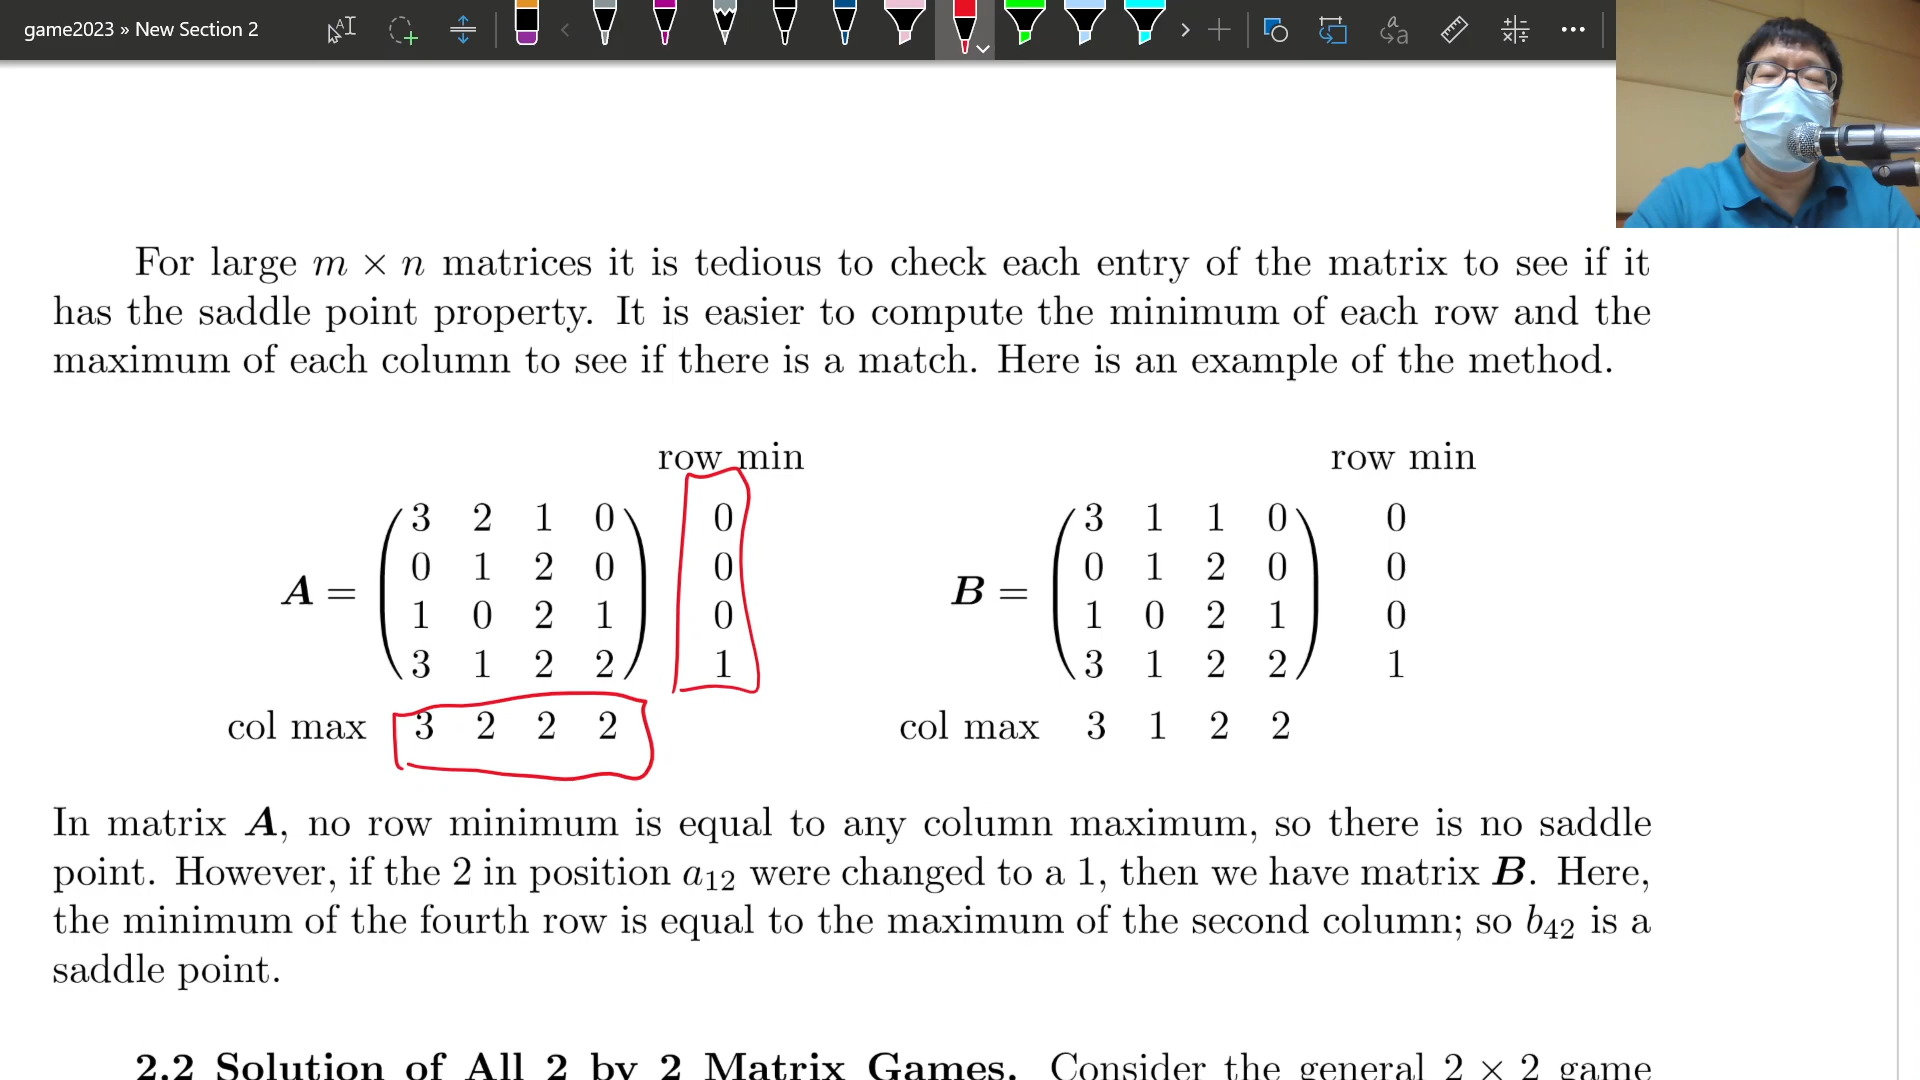 game2023 » New Section 2
For large m × n matrices it is tedious to check each entry of the matrix to see if it
has the saddle point property. It is easier to compute the minimum of each row and the
maximum of each column to see if there is a match. Here is an example of the method.
row min
A =
3 2 1 0 0
0 1 2 0 0
1 0 2 1 0
3 1 2 2 1
col max 3 2 2 2
row min
B =
3 1 1 0 0
0 1 2 0 0
1 0 2 1 0
3 1 2 2 1
col max 3 1 2 2
In matrix A, no row minimum is equal to any column maximum, so there is no saddle
point. However, if the 2 in position a12 were changed to a 1, then we have matrix B. Here,
the minimum of the fourth row is equal to the maximum of the second column; so b42 is a
saddle point.
2.2 Solution of All 2 by 2 Matrix Games. Consider the general 2 × 2 game